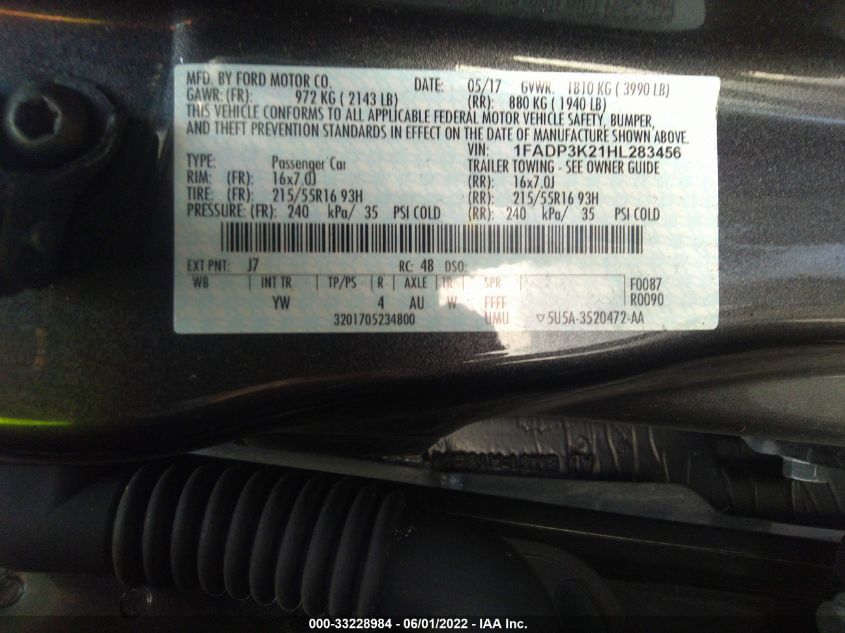 MFD. BY FORD MOTOR CO. DATE: 05/17 GVWR: 1810 KG ( 3990 LB)
GAWR: (FR): 972 KG ( 2143 LB) (RR): 880 KG ( 1940 LB)
THIS VEHICLE CONFORMS TO ALL APPLICABLE FEDERAL MOTOR VEHICLE SAFETY, BUMPER,
AND THEFT PREVENTION STANDARDS IN EFFECT ON THE DATE OF MANUFACTURE SHOWN ABOVE.
VIN: 1FADP3K21HL283456
TYPE: Passenger Car TRAILER TOWING - SEE OWNER GUIDE
RIM: (FR) 16x7.0J (RR): 16x7.0J
TIRE: (FR) 215/55R16 93H (RR): 215/55R16 93H
PRESSURE: (FR): 240 kPa/ 35 PSI COLD (RR): 240 kPa/ 35 PSI COLD
EXT PNT: J7 RC: 48 DSO:
WB INT TR TP/PS R AXLE TR SPR F0087
YW 4 AU W FFFF R0090
3201705234800 UMU ▽5U5A-3520472-AA
000-33228984 - 06/01/2022 - IAA Inc.